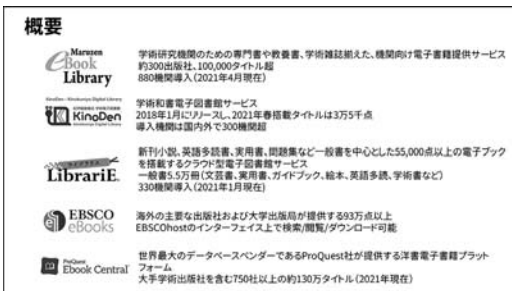 概要
Maruzen
eBook
Library
学術研究機関のための専門書や教養書、学術雑誌揃えた、機関向け電子書籍提供サービス
約300出版社、100,000タイトル超
880機関導入(2021年4月現在)
KinoDen - Kinokuniya Digital Library
KinoDen
Kinokuniya Digital Library
学術和書電子図書館サービス
2018年1月にリリースし、2021年春搭載タイトルは3万5千点
導入機関は国内外で300機関超
ライブラリエ
LibrariE
新刊小説、英語多読書、実用書、問題集など一般書を中心とした55,000点以上の電子ブック
を搭載するクラウド型電子図書館サービス
一般書5.5万冊(文芸書、実用書、ガイドブック、絵本、英語多読、学術書など)
330機関導入(2021年1月現在)
EBSCO
eBooks
海外の主要な出版社および大学出版局が提供する93万点以上
EBSCOhostのインターフェイス上で検索/閲覧/ダウンロード可能
ProQuest
Ebook Central
世界最大のデータベースベンダーであるProQuest社が提供する洋書電子書籍プラット
フォーム
大手学術出版社を含む750社以上の約130万タイトル(2021年現在)